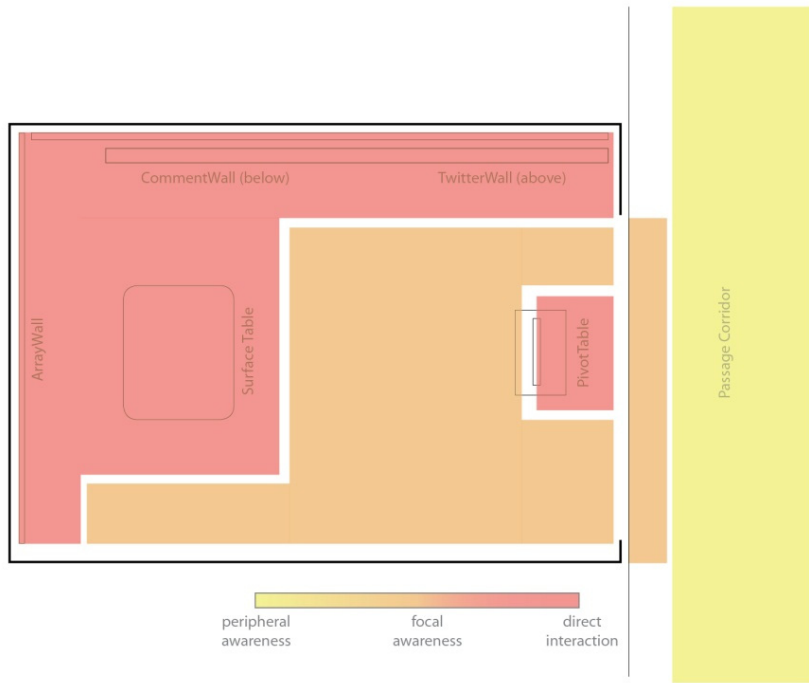 CommentWall (below)
TwitterWall (above)
ArrayWall
Surface Table
PivotTable
Passage Corridor
peripheral
awareness
focal
awareness
direct
interaction